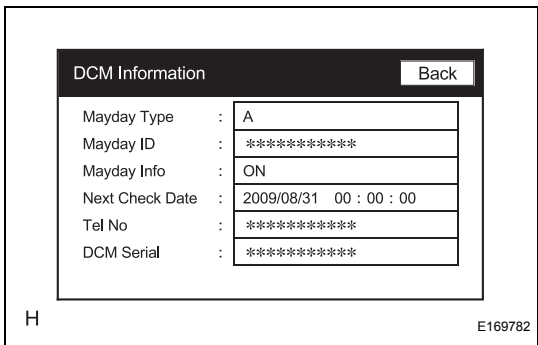 DCM Information Back
Mayday Type : A
Mayday ID : ***********
Mayday Info : ON
Next Check Date : 2009/08/31 00 : 00 : 00
Tel No : ***********
DCM Serial : ***********
H E169782